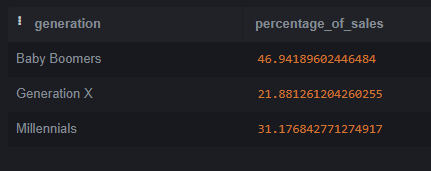 generation percentage_of_sales
Baby Boomers 46.94189602446484
Generation X 21.881261204260255
Millennials 31.176842771274917